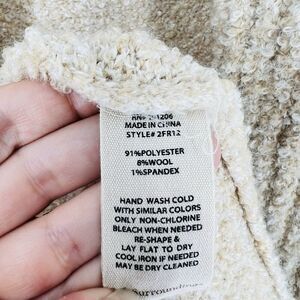 MADE IN CHINA
STYLE# 2FR12
91%POLYESTER
8%WOOL
1%SPANDEX
HAND WASH COLD
WITH SIMILAR COLORS
ONLY NON-CHLORINE
BLEACH WHEN NEEDED
RE-SHAPE &
LAY FLAT TO DRY
COOL IRON IF NEEDED
MAY BE DRY CLEANED